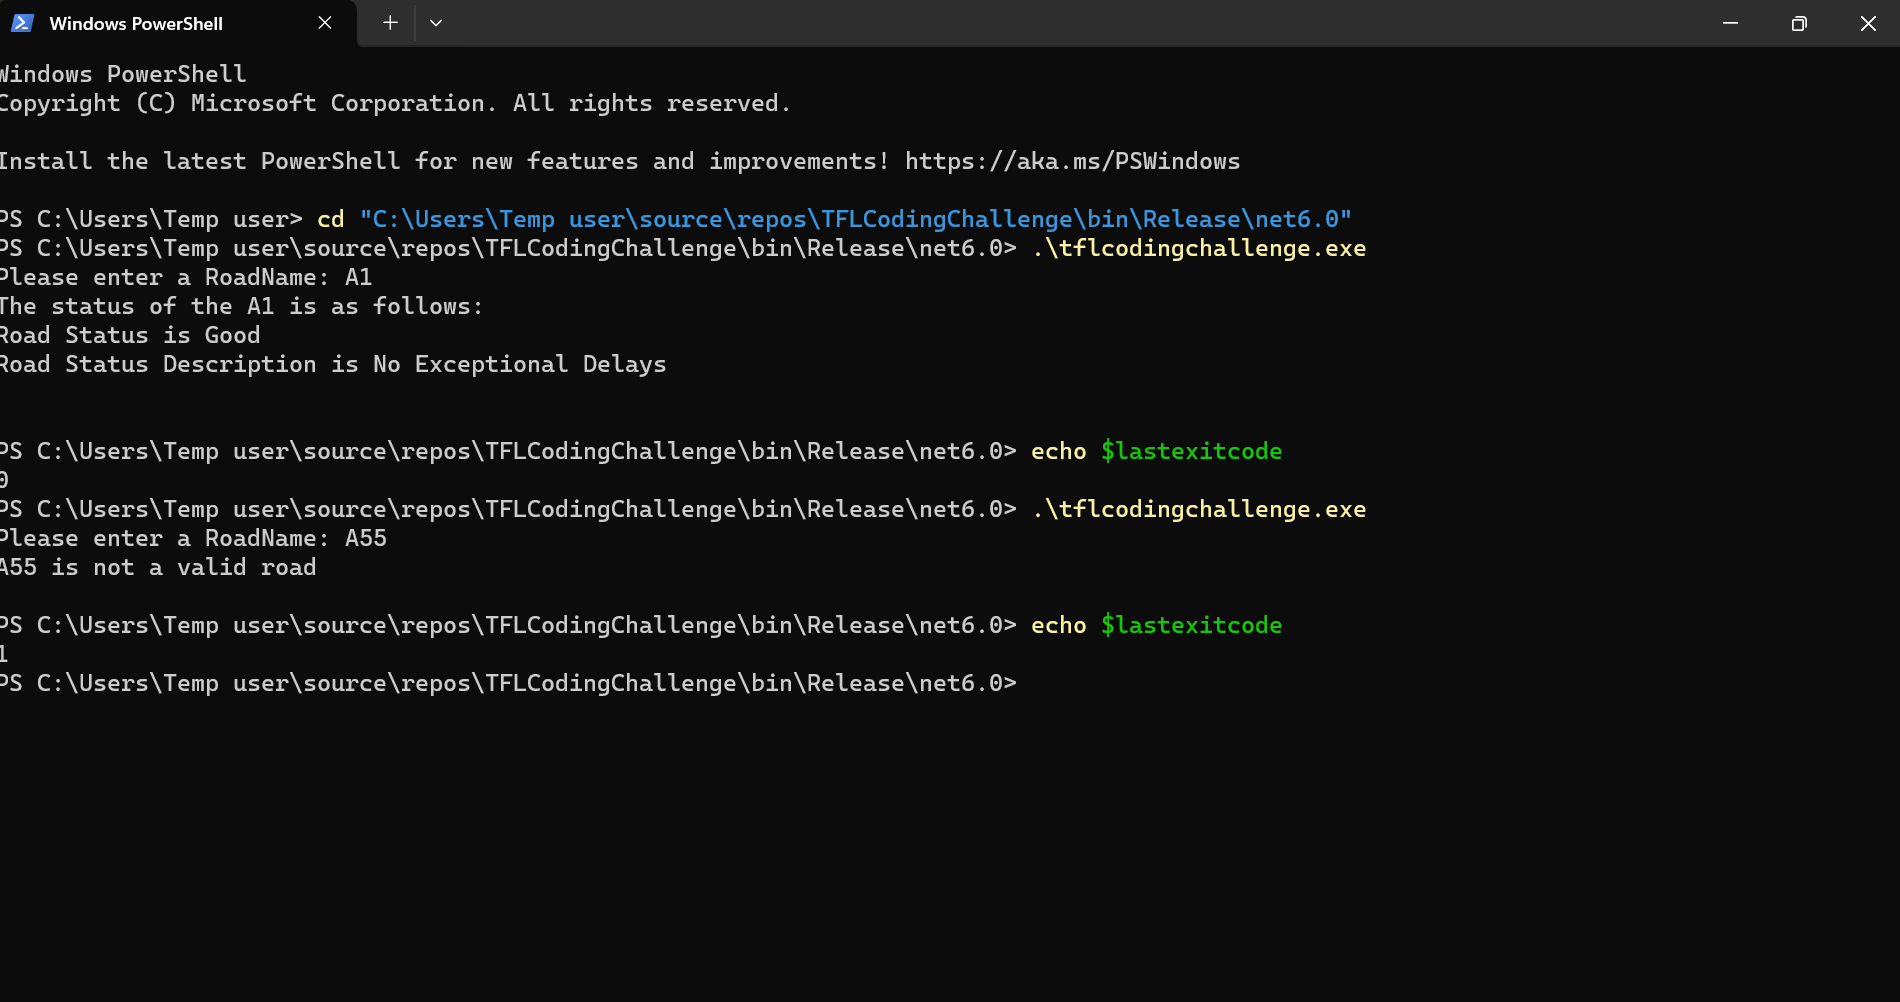 Windows PowerShell
Windows PowerShell
Copyright (C) Microsoft Corporation. All rights reserved.
Install the latest PowerShell for new features and improvements! https://aka.ms/PSWindows
PS C:\Users\Temp user> cd "C:\Users\Temp user\source\repos\TFLCodingChallenge\bin\Release\net6.0"
PS C:\Users\Temp user\source\repos\TFLCodingChallenge\bin\Release\net6.0> .\tflcodingchallenge.exe
Please enter a RoadName: A1
The status of the A1 is as follows:
Road Status is Good
Road Status Description is No Exceptional Delays
PS C:\Users\Temp user\source\repos\TFLCodingChallenge\bin\Release\net6.0> echo $lastexitcode
0
PS C:\Users\Temp user\source\repos\TFLCodingChallenge\bin\Release\net6.0> .\tflcodingchallenge.exe
Please enter a RoadName: A55
A55 is not a valid road
PS C:\Users\Temp user\source\repos\TFLCodingChallenge\bin\Release\net6.0> echo $lastexitcode
1
PS C:\Users\Temp user\source\repos\TFLCodingChallenge\bin\Release\net6.0>